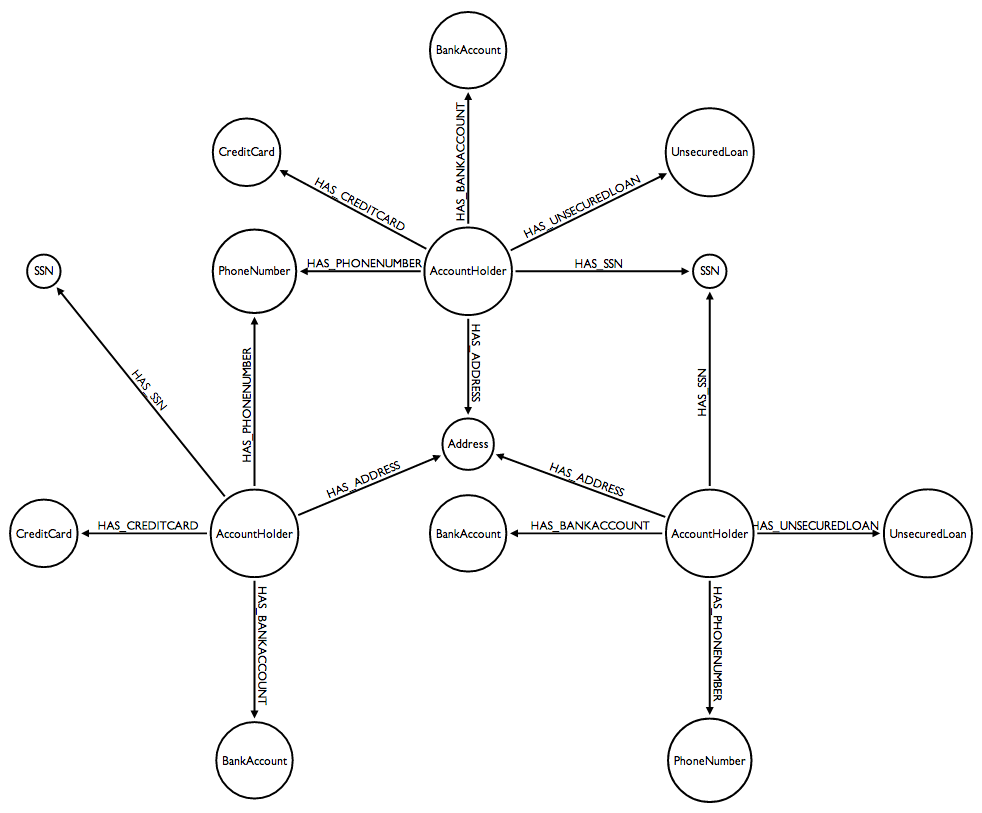 BankAccount
HAS_BANKACCOUNT
CreditCard
UnsecuredLoan
HAS_CREDITCARD
HAS_UNSECUREDLOAN
SSN
PhoneNumber
HAS_PHONENUMBER
AccountHolder
HAS_SSN
SSN
HAS_SSN
HAS_PHONENUMBER
HAS_ADDRESS
HAS_SSN
Address
HAS_ADDRESS
HAS_ADDRESS
CreditCard
HAS_CREDITCARD
AccountHolder
BankAccount
HAS_BANKACCOUNT
AccountHolder
HAS_UNSECUREDLOAN
UnsecuredLoan
HAS_BANKACCOUNT
HAS_PHONENUMBER
BankAccount
PhoneNumber